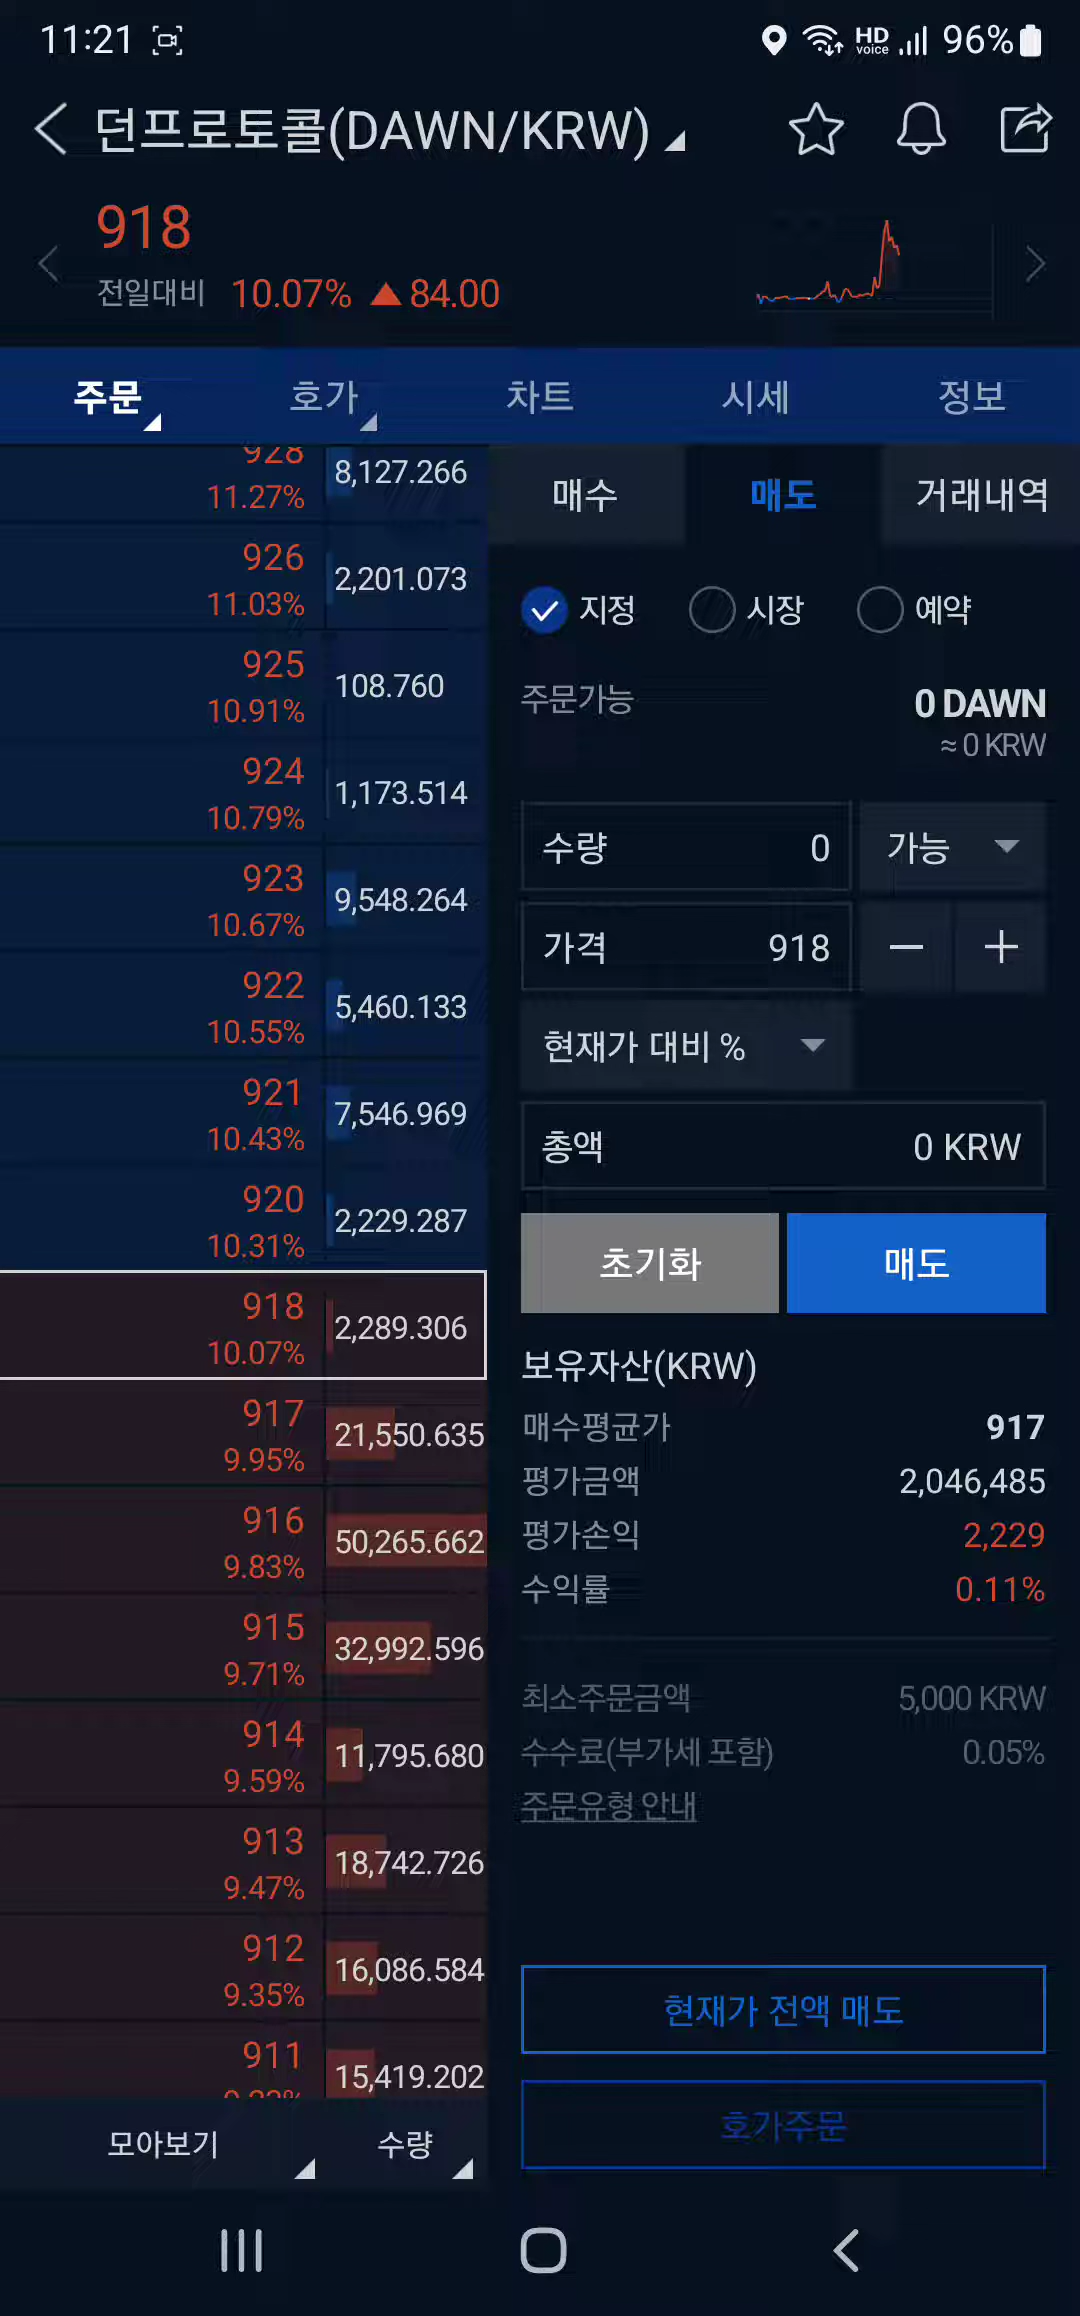 11:21 HD voice 96%
던프로토콜(DAWN/KRW)
918
전일대비 10.07% ▲ 84.00
주문 호가 차트 시세 정보
928 8,127.266
11.27%
926 2,201.073
11.03%
925 108.760
10.91%
924 1,173.514
10.79%
923 9,548.264
10.67%
922 5,460.133
10.55%
921 7,546.969
10.43%
920 2,229.287
10.31%
918 2,289.306
10.07%
917 21,550.635
9.95%
916 50,265.662
9.83%
915 32,992.596
9.71%
914 11,795.680
9.59%
913 18,742.726
9.47%
912 16,086.584
9.35%
911 15,419.202
모아보기 수량
매수 매도 거래내역
지정 시장 예약
주문가능 0 DAWN
≈ 0 KRW
수량 0 가능
가격 918 − +
현재가 대비 %
총액 0 KRW
초기화 매도
보유자산(KRW)
매수평균가 917
평가금액 2,046,485
평가손익 2,229
수익률 0.11%
최소주문금액 5,000 KRW
수수료(부가세 포함) 0.05%
주문유형 안내
현재가 전액 매도
호가주문